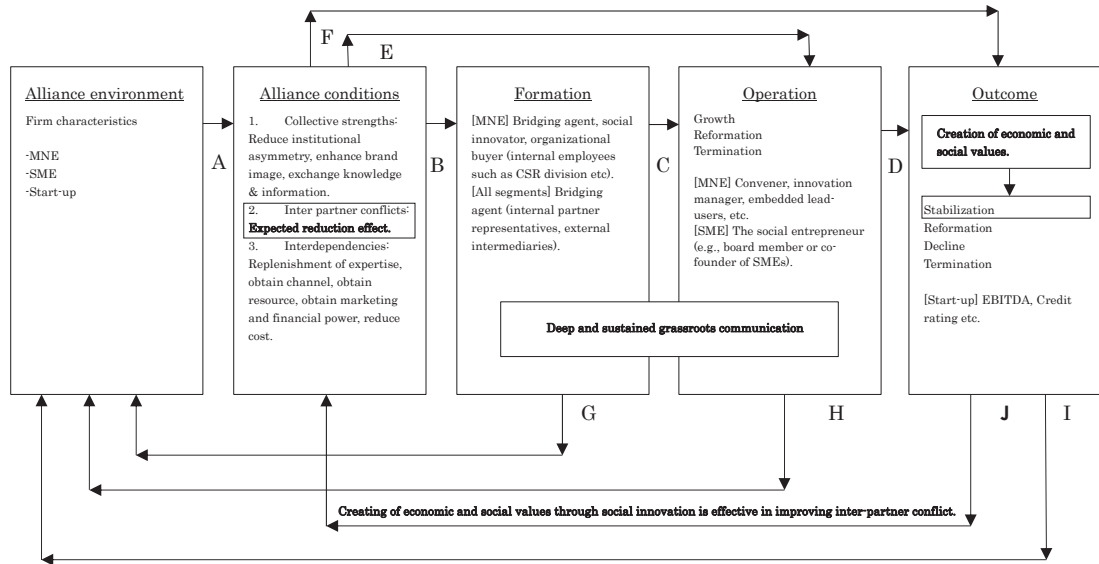 F
E
Alliance environment
Firm characteristics
-MNE
-SME
-Start-up
A
Alliance conditions
1. Collective strengths:
Reduce institutional
asymmetry, enhance brand
image, exchange knowledge
& information.
2. Inter partner conflicts:
Expected reduction effect.
3. Interdependencies:
Replenishment of expertise,
obtain channel, obtain
resource, obtain marketing
and financial power, reduce
cost.
B
Formation
[MNE] Bridging agent, social
innovator, organizational
buyer (internal employees
such as CSR division etc).
[All segments] Bridging
agent (internal partner
representatives, external
intermediaries).
C
Operation
Growth
Reformation
Termination
[MNE] Convener, innovation
manager, embedded lead-
users, etc.
[SME] The social entrepreneur
(e.g., board member or co-
founder of SMEs).
D
Outcome
Creation of economic and
social values.
Stabilization
Reformation
Decline
Termination
[Start-up] EBITDA, Credit
rating etc.
Deep and sustained grassroots communication
G
H
J
I
Creating of economic and social values through social innovation is effective in improving inter-partner conflict.